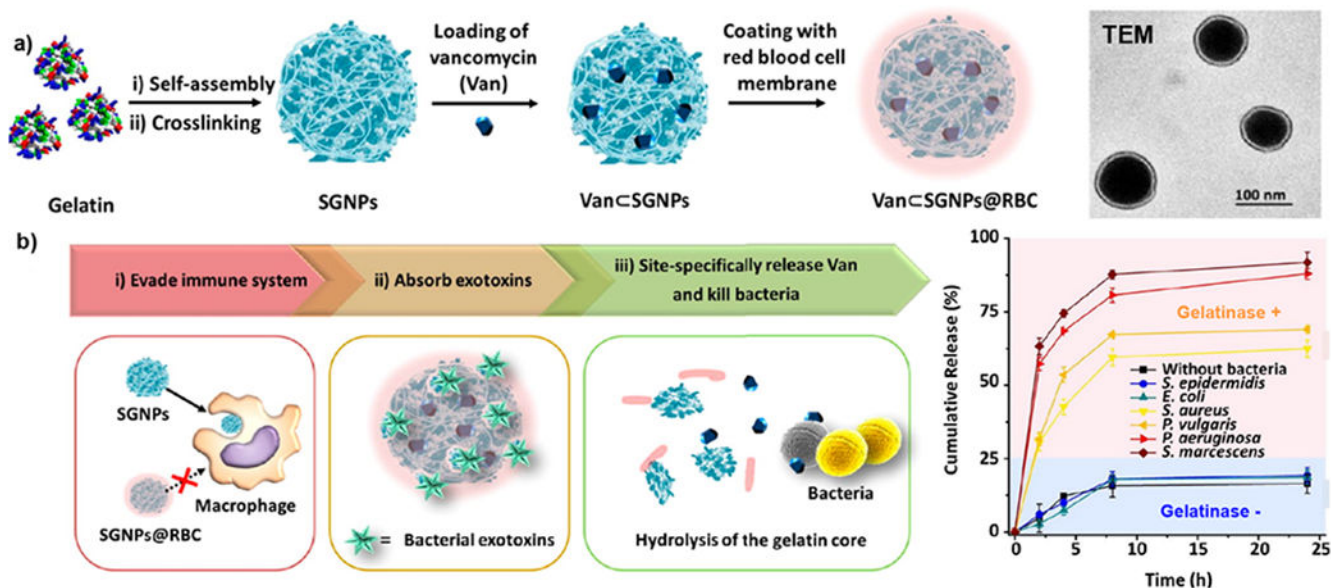 a)
Gelatin
i) Self-assembly
ii) Crosslinking
SGNPs
Loading of
vancomycin
(Van)
Van⊂SGNPs
Coating with
red blood cell
membrane
Van⊂SGNPs@RBC
TEM
100 nm
b)
i) Evade immune system
ii) Absorb exotoxins
iii) Site-specifically release Van
and kill bacteria
SGNPs
Macrophage
SGNPs@RBC
= Bacterial exotoxins
Bacteria
Hydrolysis of the gelatin core
Cumulative Release (%)
100
75
50
25
0
Gelatinase +
Without bacteria
S. epidermidis
E. coli
S. aureus
P. vulgaris
P. aeruginosa
S. marcescens
Gelatinase -
0 5 10 15 20 25
Time (h)